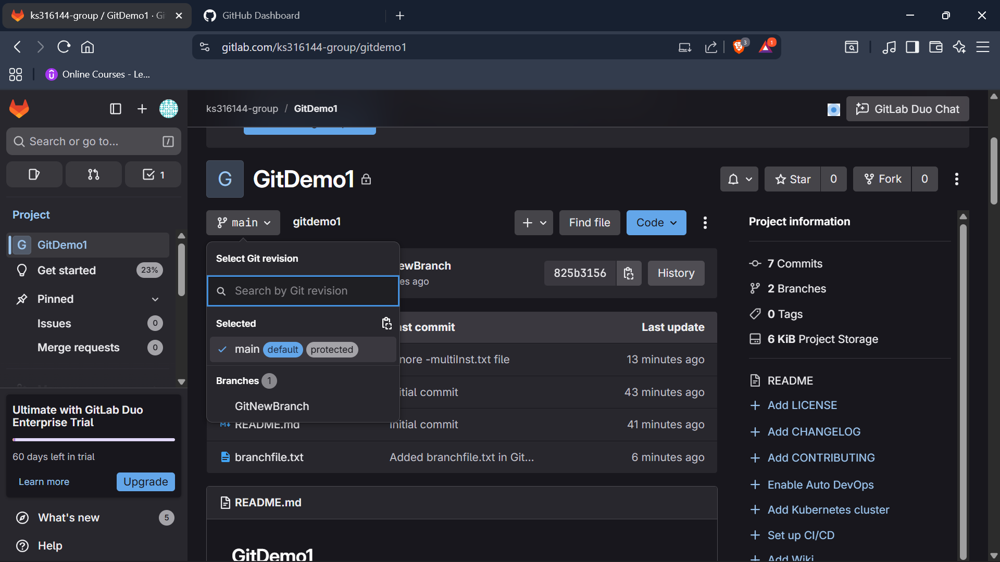 ks316144-group / GitDemo1 · Gi
GitHub Dashboard
gitlab.com/ks316144-group/gitdemo1
3
1
Online Courses - Le...
ks316144-group / GitDemo1
GitLab Duo Chat
Search or go to...
/
1
G
GitDemo1
Star
0
Fork
0
Project
main
gitdemo1
Find file
Code
Project information
G
GitDemo1
Get started
23%
Pinned
Issues
0
Merge requests
0
Select Git revision
Search by Git revision
Selected
main default protected
Branches 1
GitNewBranch
ewBranch
es ago
825b3156
History
st commit
Last update
nore -multiInst.txt file
13 minutes ago
itial commit
43 minutes ago
README.md
Initial commit
41 minutes ago
branchfile.txt
Added branchfile.txt in Git...
6 minutes ago
README.md
GitDemo1
7 Commits
2 Branches
0 Tags
6 KiB Project Storage
README
Add LICENSE
Add CHANGELOG
Add CONTRIBUTING
Enable Auto DevOps
Add Kubernetes cluster
Set up CI/CD
Add Wiki
Ultimate with GitLab Duo
Enterprise Trial
60 days left in trial
Learn more
Upgrade
What's new
5
Help